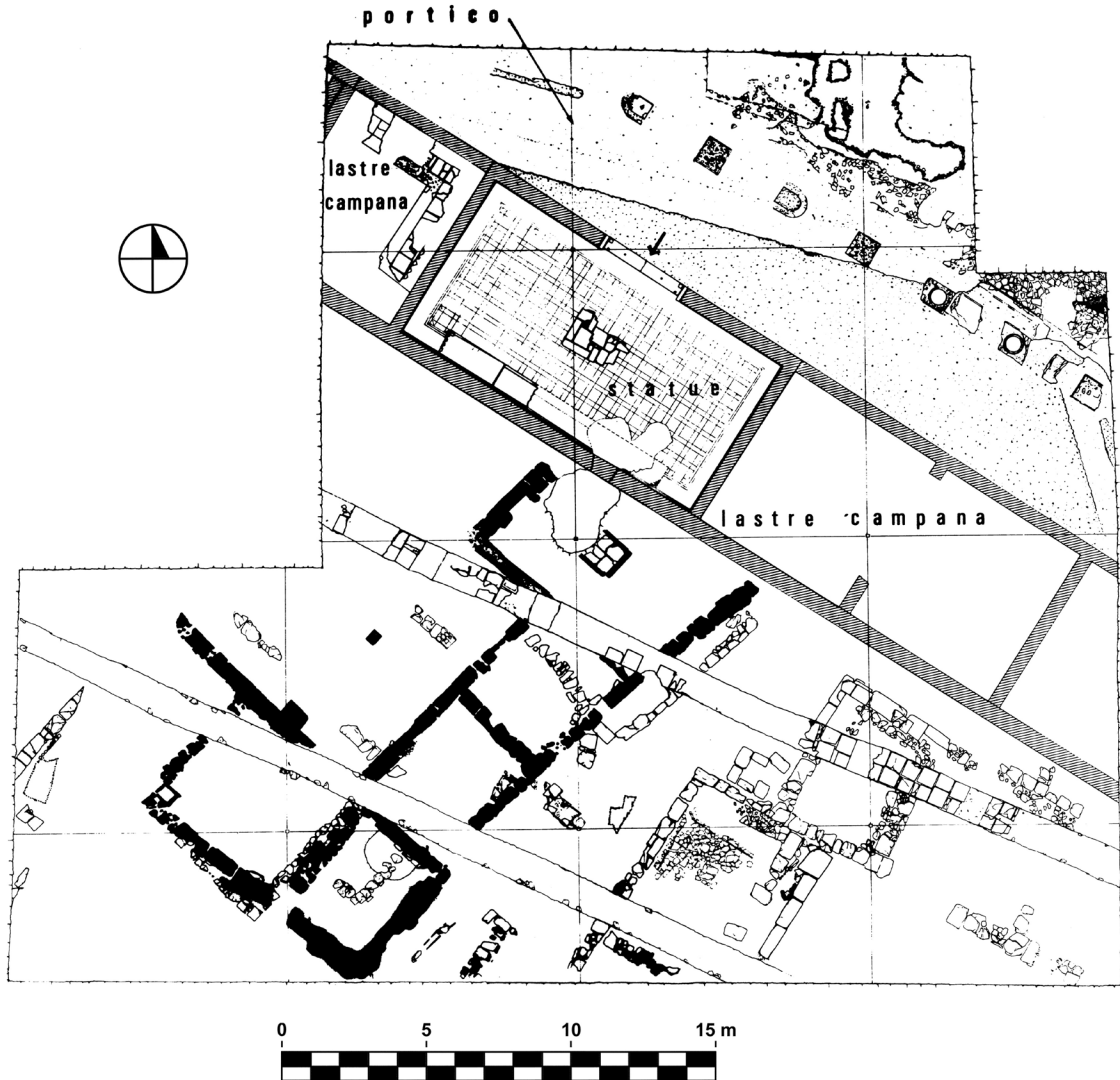 portico
lastre
campana
statue
lastre campana
0 5 10 15 m